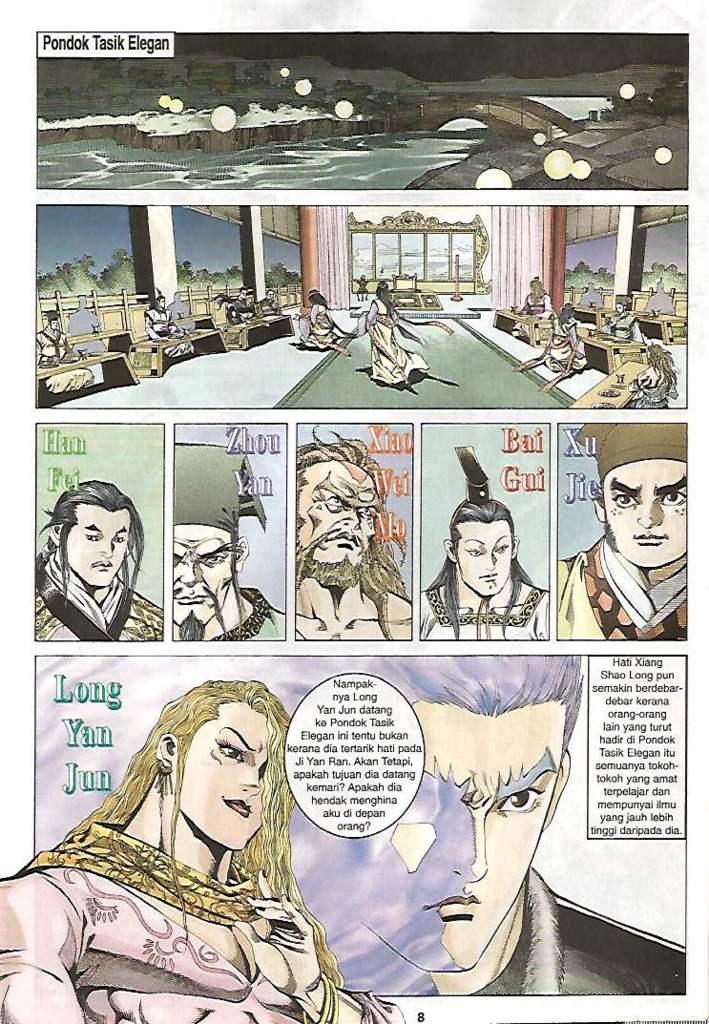 Pondok Tasik Elegan
Han
Fei
Zhou
Yan
Xiao
Wei
Mo
Bai
Gui
Xu
Jie
Long
Yan
Jun
Nampak-
nya Long
Yan Jun datang
ke Pondok Tasik
Elegan ini tentu bukan
kerana dia tertarik hati pada
Ji Yan Ran. Akan Tetapi,
apakah tujuan dia datang
kemari? Apakah dia
hendak menghina
aku di depan
orang?
Hati Xiang
Shao Long pun
semakin berdebar-
debar kerana
orang-orang
lain yang turut
hadir di Pondok
Tasik Elegan itu
semuanya tokoh-
tokoh yang amat
terpelajar dan
mempunyai ilmu
yang jauh lebih
tinggi daripada dia.
8